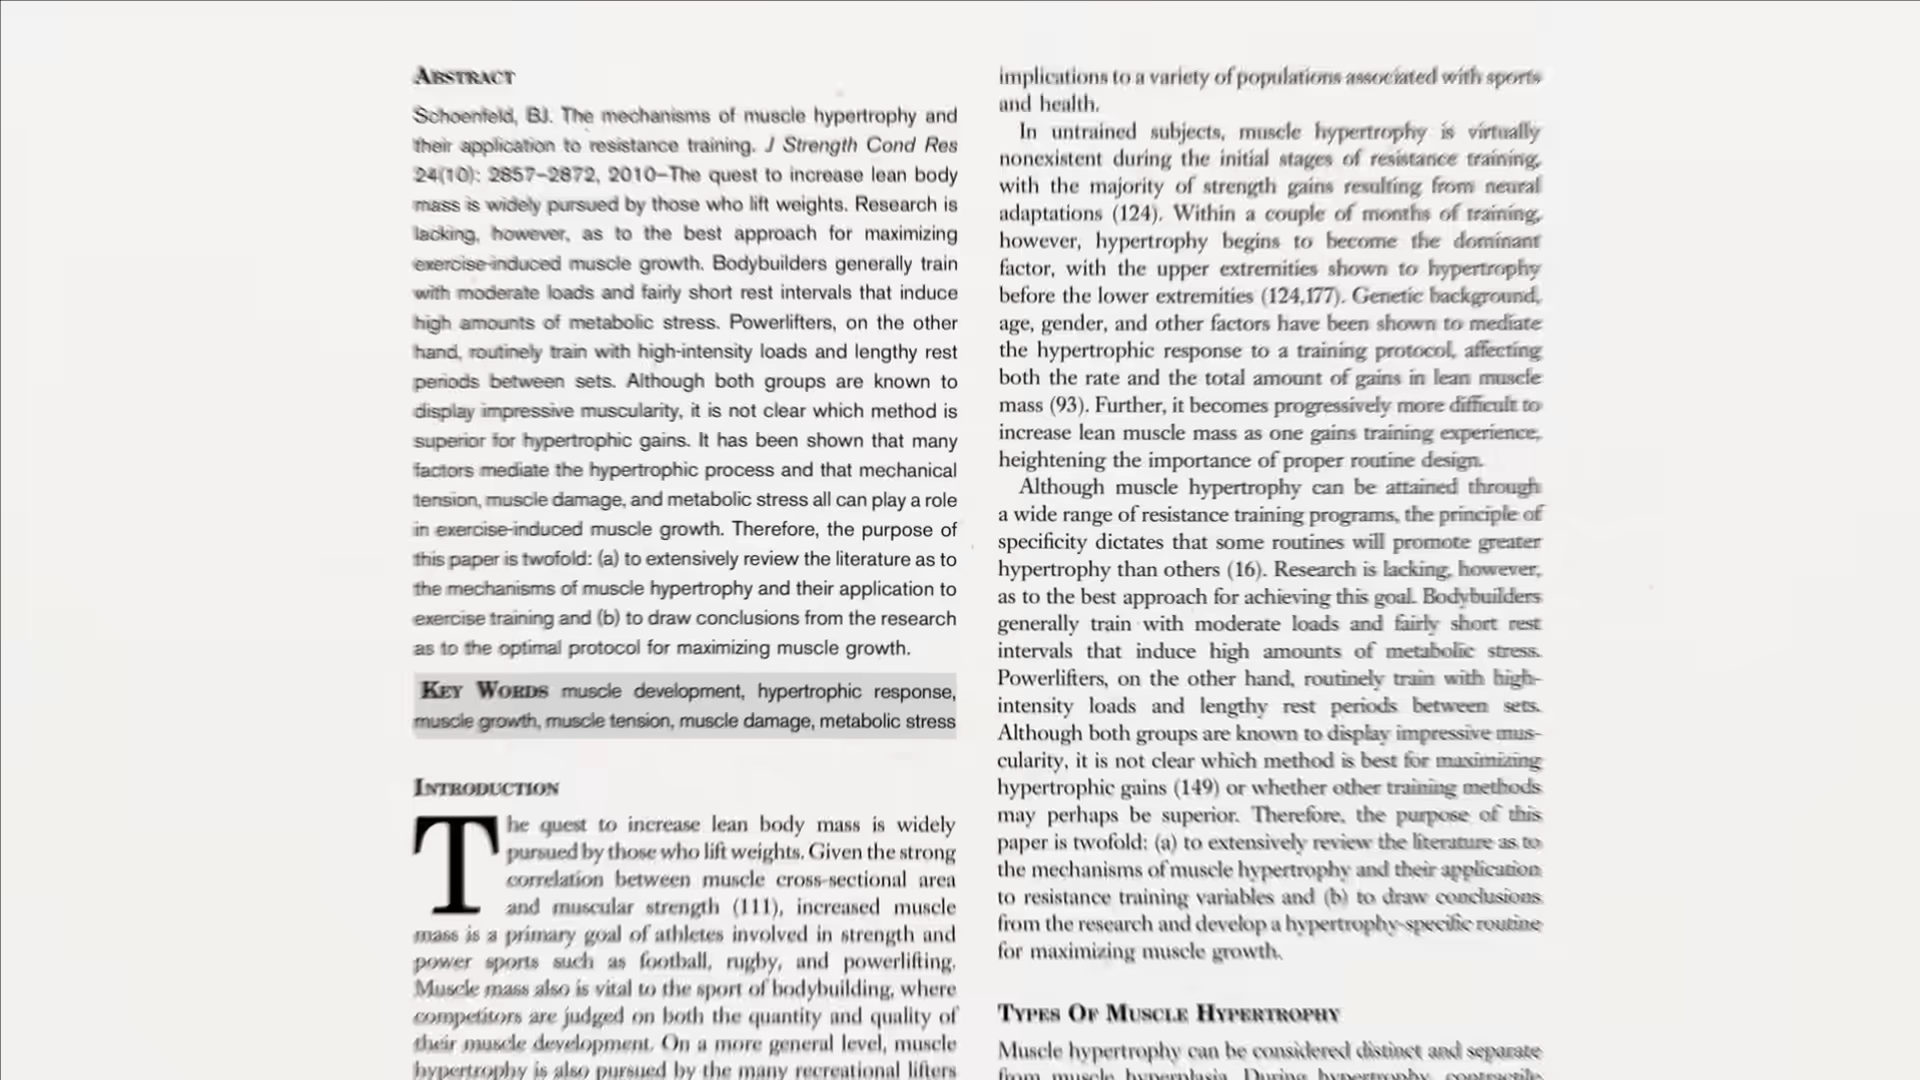 ABSTRACT
Schoenfeld, BJ. The mechanisms of muscle hypertrophy and
their application to resistance training. J Strength Cond Res
24(10): 2857–2872, 2010–The quest to increase lean body
mass is widely pursued by those who lift weights. Research is
lacking, however, as to the best approach for maximizing
exercise-induced muscle growth. Bodybuilders generally train
with moderate loads and fairly short rest intervals that induce
high amounts of metabolic stress. Powerlifters, on the other
hand, routinely train with high-intensity loads and lengthy rest
periods between sets. Although both groups are known to
display impressive muscularity, it is not clear which method is
superior for hypertrophic gains. It has been shown that many
factors mediate the hypertrophic process and that mechanical
tension, muscle damage, and metabolic stress all can play a role
in exercise-induced muscle growth. Therefore, the purpose of
this paper is twofold: (a) to extensively review the literature as to
the mechanisms of muscle hypertrophy and their application to
exercise training and (b) to draw conclusions from the research
as to the optimal protocol for maximizing muscle growth.
KEY WORDS muscle development, hypertrophic response,
muscle growth, muscle tension, muscle damage, metabolic stress
INTRODUCTION
The quest to increase lean body mass is widely
pursued by those who lift weights. Given the strong
correlation between muscle cross-sectional area
and muscular strength (111), increased muscle
mass is a primary goal of athletes involved in strength and
power sports such as football, rugby, and powerlifting.
Muscle mass also is vital to the sport of bodybuilding, where
competitors are judged on both the quantity and quality of
their muscle development. On a more general level, muscle
hypertrophy is also pursued by the many recreational lifters
implications to a variety of populations associated with sports
and health.
In untrained subjects, muscle hypertrophy is virtually
nonexistent during the initial stages of resistance training,
with the majority of strength gains resulting from neural
adaptations (124). Within a couple of months of training,
however, hypertrophy begins to become the dominant
factor, with the upper extremities shown to hypertrophy
before the lower extremities (124,177). Genetic background,
age, gender, and other factors have been shown to mediate
the hypertrophic response to a training protocol, affecting
both the rate and the total amount of gains in lean muscle
mass (93). Further, it becomes progressively more difficult to
increase lean muscle mass as one gains training experience,
heightening the importance of proper routine design.
Although muscle hypertrophy can be attained through
a wide range of resistance training programs, the principle of
specificity dictates that some routines will promote greater
hypertrophy than others (16). Research is lacking, however,
as to the best approach for achieving this goal. Bodybuilders
generally train with moderate loads and fairly short rest
intervals that induce high amounts of metabolic stress.
Powerlifters, on the other hand, routinely train with high-
intensity loads and lengthy rest periods between sets.
Although both groups are known to display impressive mus-
cularity, it is not clear which method is best for maximizing
hypertrophic gains (149) or whether other training methods
may perhaps be superior. Therefore, the purpose of this
paper is twofold: (a) to extensively review the literature as to
the mechanisms of muscle hypertrophy and their application
to resistance training variables and (b) to draw conclusions
from the research and develop a hypertrophy-specific routine
for maximizing muscle growth.
TYPES OF MUSCLE HYPERTROPHY
Muscle hypertrophy can be considered distinct and separate
from muscle hyperplasia. During hypertrophy, contractile